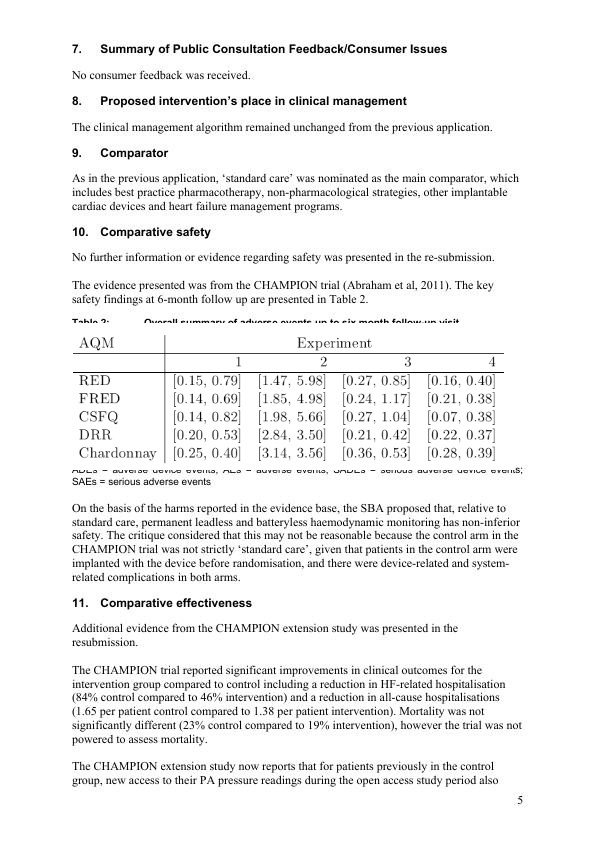 7. Summary of Public Consultation Feedback/Consumer Issues
No consumer feedback was received.
8. Proposed intervention's place in clinical management
The clinical management algorithm remained unchanged from the previous application.
9. Comparator
As in the previous application, 'standard care' was nominated as the main comparator, which
includes best practice pharmacotherapy, non-pharmacological strategies, other implantable
cardiac devices and heart failure management programs.
10. Comparative safety
No further information or evidence regarding safety was presented in the re-submission.
The evidence presented was from the CHAMPION trial (Abraham et al, 2011). The key
safety findings at 6-month follow up are presented in Table 2.
Table 2: Overall summary of adverse events up to six month follow-up visit
AQM Experiment
1 2 3 4
RED [0.15, 0.79] [1.47, 5.98] [0.27, 0.85] [0.16, 0.40]
FRED [0.14, 0.69] [1.85, 4.98] [0.24, 1.17] [0.21, 0.38]
CSFQ [0.14, 0.82] [1.98, 5.66] [0.27, 1.04] [0.07, 0.38]
DRR [0.20, 0.53] [2.84, 3.50] [0.21, 0.42] [0.22, 0.37]
Chardonnay [0.25, 0.40] [3.14, 3.56] [0.36, 0.53] [0.28, 0.39]
ADEs = adverse device events; AEs = adverse events; SADEs = serious adverse device events;
SAEs = serious adverse events
On the basis of the harms reported in the evidence base, the SBA proposed that, relative to
standard care, permanent leadless and batteryless haemodynamic monitoring has non-inferior
safety. The critique considered that this may not be reasonable because the control arm in the
CHAMPION trial was not strictly 'standard care', given that patients in the control arm were
implanted with the device before randomisation, and there were device-related and system-
related complications in both arms.
11. Comparative effectiveness
Additional evidence from the CHAMPION extension study was presented in the
resubmission.
The CHAMPION trial reported significant improvements in clinical outcomes for the
intervention group compared to control including a reduction in HF-related hospitalisation
(84% control compared to 46% intervention) and a reduction in all-cause hospitalisations
(1.65 per patient control compared to 1.38 per patient intervention). Mortality was not
significantly different (23% control compared to 19% intervention), however the trial was not
powered to assess mortality.
The CHAMPION extension study now reports that for patients previously in the control
group, new access to their PA pressure readings during the open access study period also
5